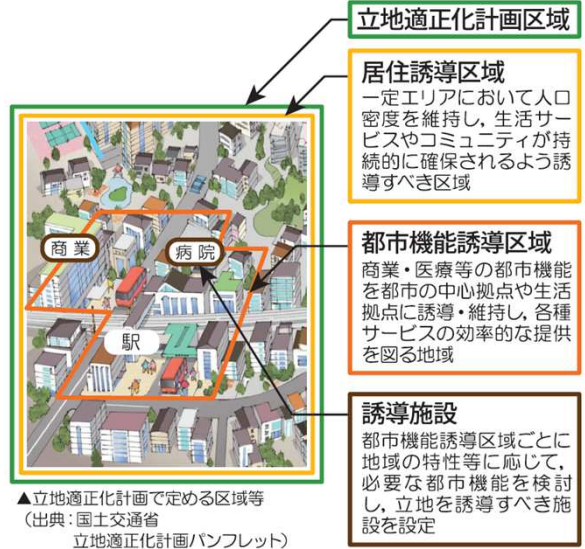 立地適正化計画区域
居住誘導区域
一定エリアにおいて人口
密度を維持し，生活サー
ビスやコミュニティが持
続的に確保されるよう誘
導すべき区域
商業
病院
駅
都市機能誘導区域
商業・医療等の都市機能
を都市の中心拠点や生活
拠点に誘導・維持し，各種
サービスの効率的な提供
を図る地域
誘導施設
都市機能誘導区域ごとに
地域の特性等に応じて，
必要な都市機能を検討
し，立地を誘導すべき施
設を設定
▲立地適正化計画で定める区域等
（出典：国土交通省
立地適正化計画パンフレット）